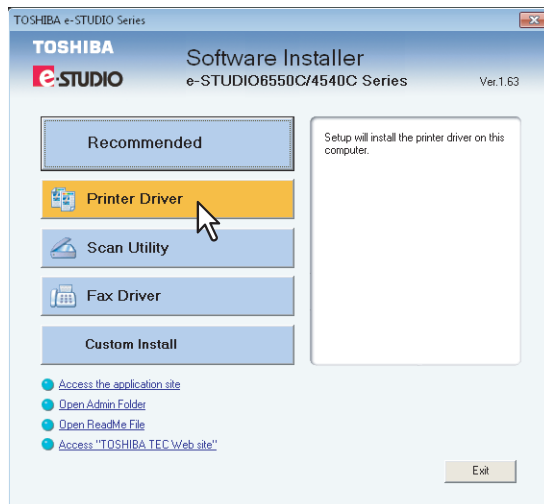 TOSHIBA e-STUDIO Series
TOSHIBA
e-STUDIO
Software Installer
e-STUDIO6550C/4540C Series
Ver.1.63
Recommended
Printer Driver
Scan Utility
Fax Driver
Custom Install
Setup will install the printer driver on this
computer.
Access the application site
Open Admin Folder
Open ReadMe File
Access "TOSHIBA TEC Web site"
Exit